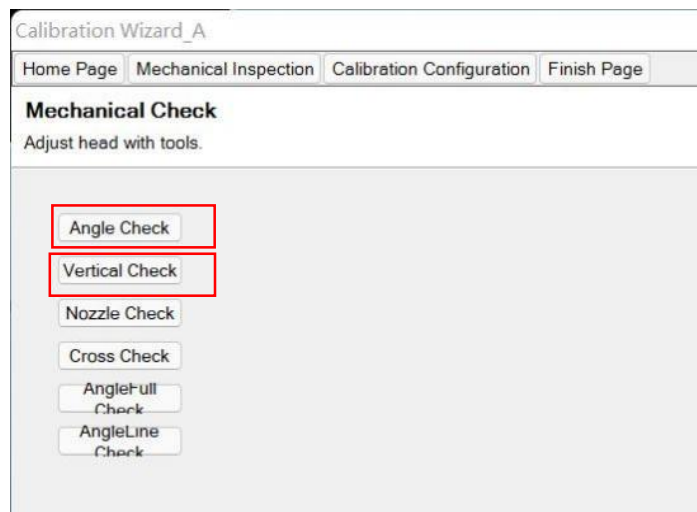 Calibration Wizard_A
Home Page Mechanical Inspection Calibration Configuration Finish Page
Mechanical Check
Adjust head with tools.
Angle Check
Vertical Check
Nozzle Check
Cross Check
AngleFull
Check
AngleLine
Check